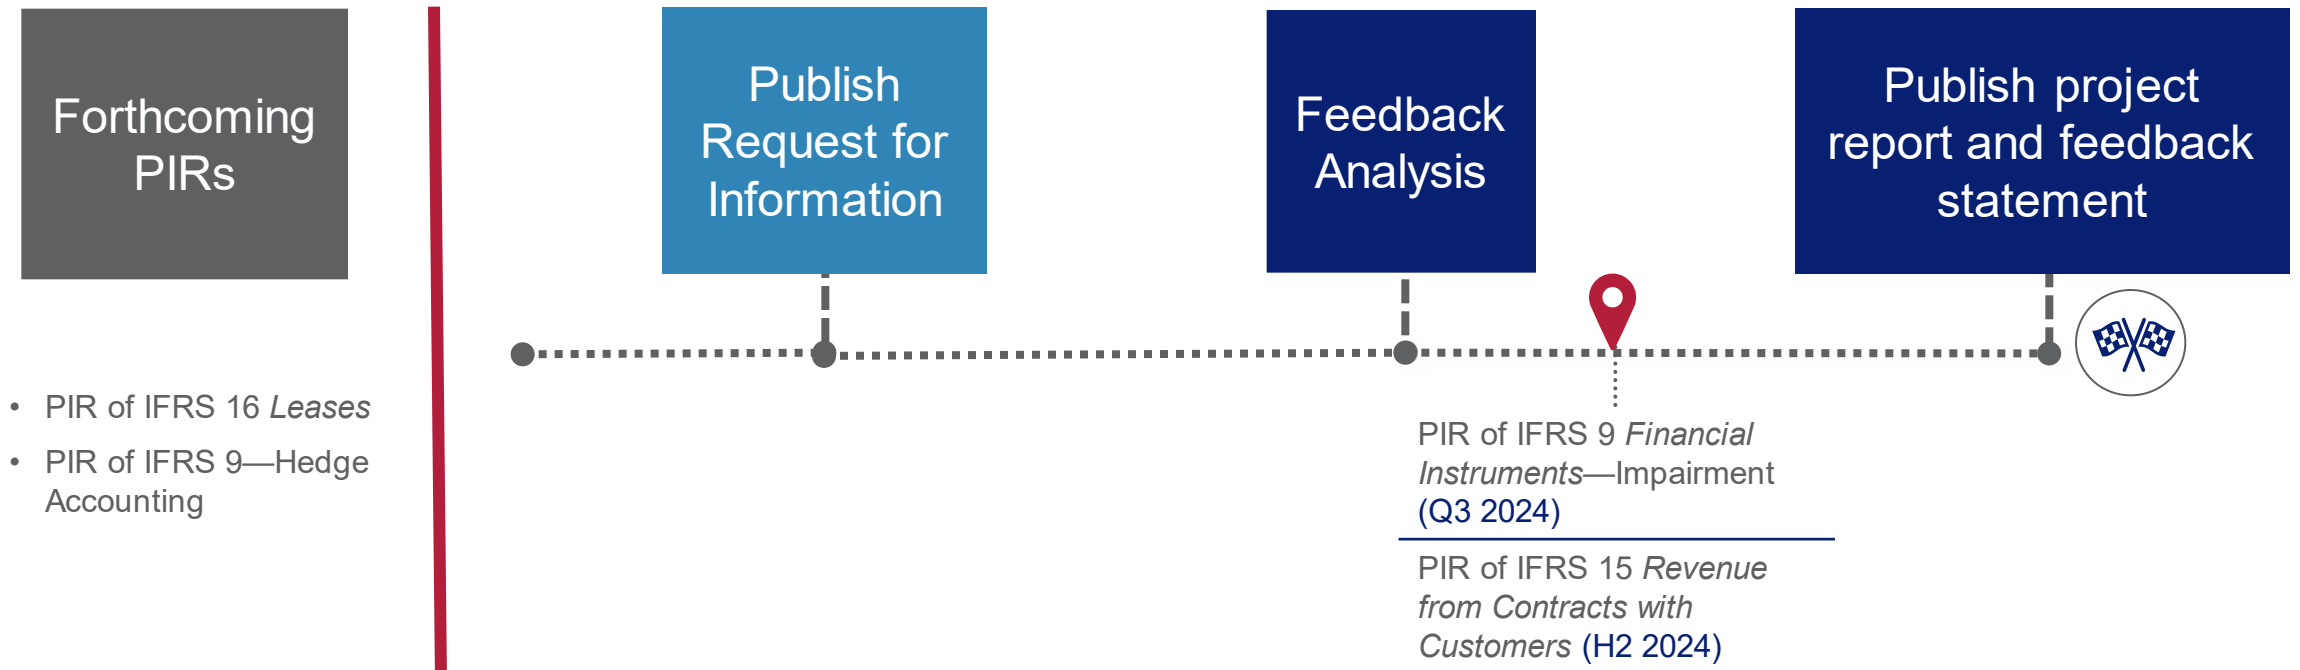 Forthcoming
PIRs
• PIR of IFRS 16 Leases
• PIR of IFRS 9—Hedge
Accounting
Publish
Request for
Information
Feedback
Analysis
Publish project
report and feedback
statement
PIR of IFRS 9 Financial
Instruments—Impairment
(Q3 2024)
PIR of IFRS 15 Revenue
from Contracts with
Customers (H2 2024)